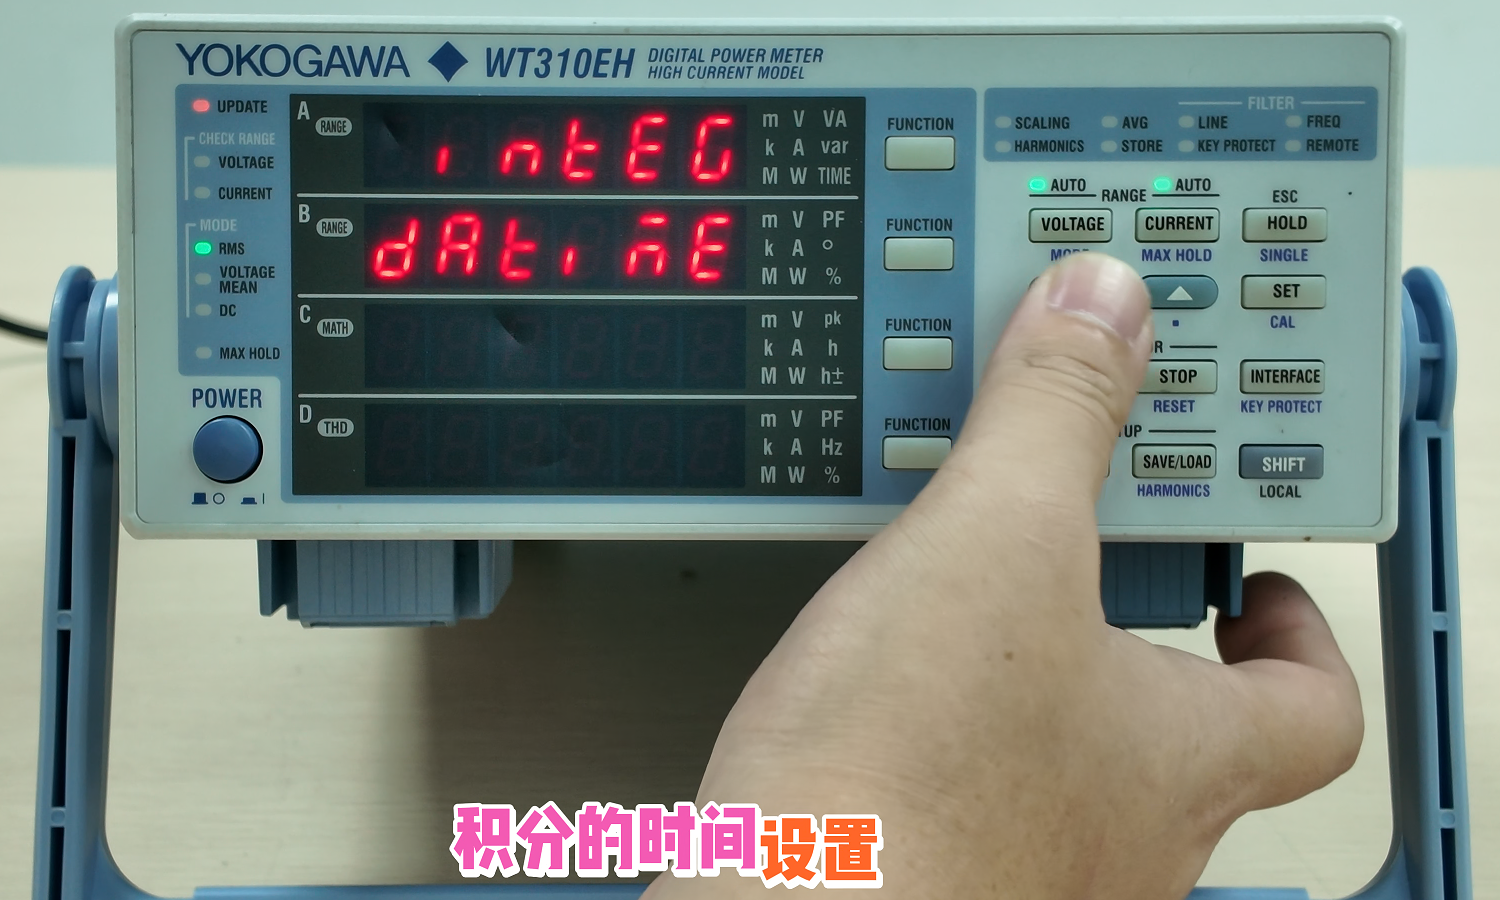 YOKOGAWA ◆ WT310EH DIGITAL POWER METER
HIGH CURRENT MODEL
UPDATE
CHECK RANGE
VOLTAGE
CURRENT
MODE
RMS
VOLTAGE
MEAN
DC
MAX HOLD
POWER
A RANGE
intEG
m V VA
k A var
M W TIME
B RANGE
dAtimE
m V PF
k A °
M W %
C MATH
m V pk
k A h
M W h±
D THD
m V PF
k A Hz
M W %
FUNCTION
FUNCTION
FUNCTION
FUNCTION
FILTER
SCALING AVG LINE FREQ
HARMONICS STORE KEY PROTECT REMOTE
AUTO RANGE AUTO
ESC
VOLTAGE CURRENT HOLD
MAX HOLD SINGLE
SET
CAL
STOP INTERFACE
RESET KEY PROTECT
SAVE/LOAD SHIFT
HARMONICS LOCAL
积分的时间设置